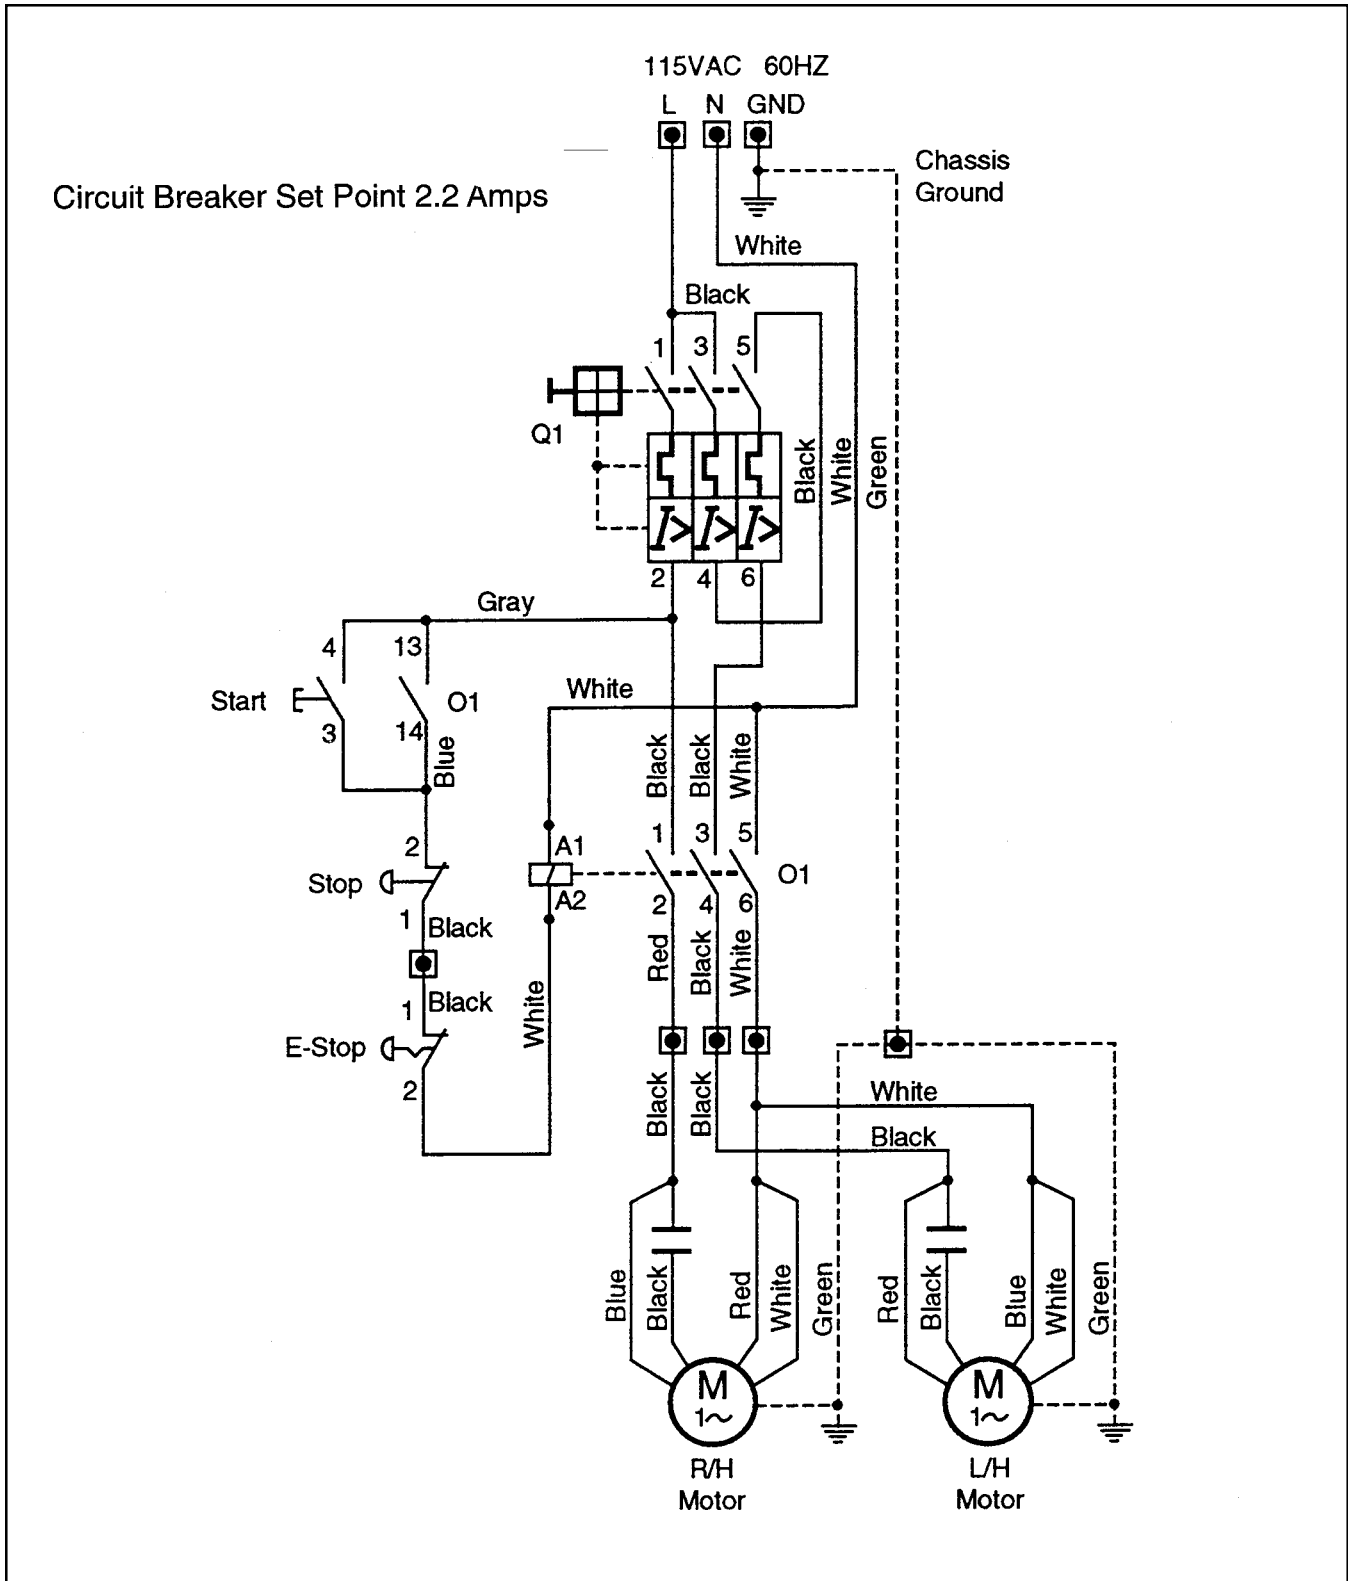 115VAC 60HZ
L N GND
Chassis
Ground
Circuit Breaker Set Point 2.2 Amps
White
Black
1 3 5
Q1
Black
White
Green
2 4 6
Gray
4 13
Start
O1
3 14
Blue
White
Black
Black
White
2
Stop
1
Black
A1
A2
1 3 5
O1
2 4 6
Red
Black
White
1
Black
E-Stop
2
White
Black
Black
White
Black
Blue
Black
Red
White
Green
Red
Black
Blue
White
Green
M
1~
M
1~
R/H
Motor
L/H
Motor